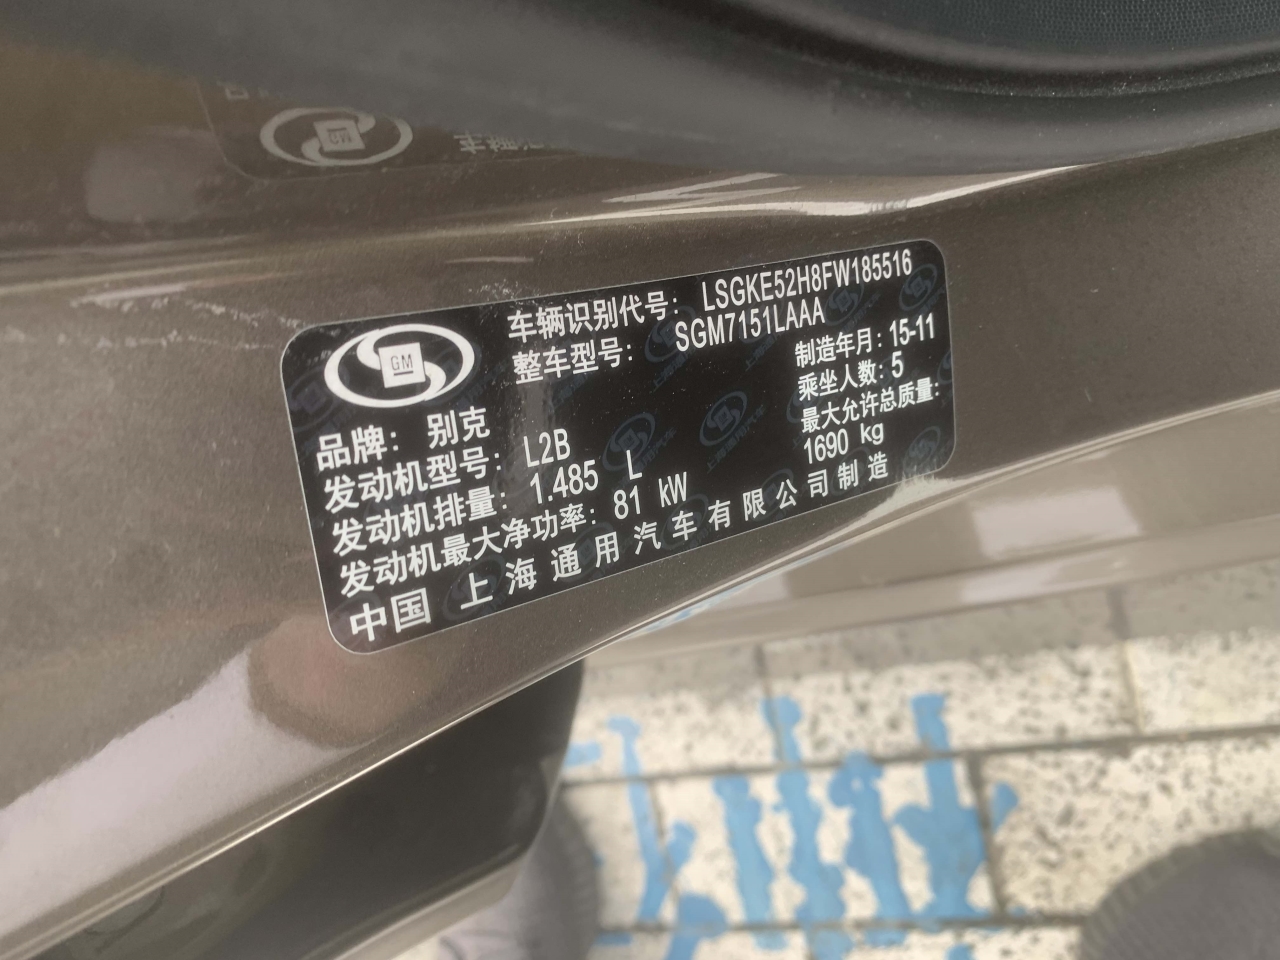 GM
车辆识别代号: LSGKE52H8FW185516
整车型号: SGM7151LAAA
品牌: 别克
制造年月: 15-11
发动机型号: L2B
乘坐人数: 5
发动机排量: 1.485 L
最大允许总质量:
1690 kg
发动机最大净功率: 81 kW
中国 上海通用汽车有限公司制造